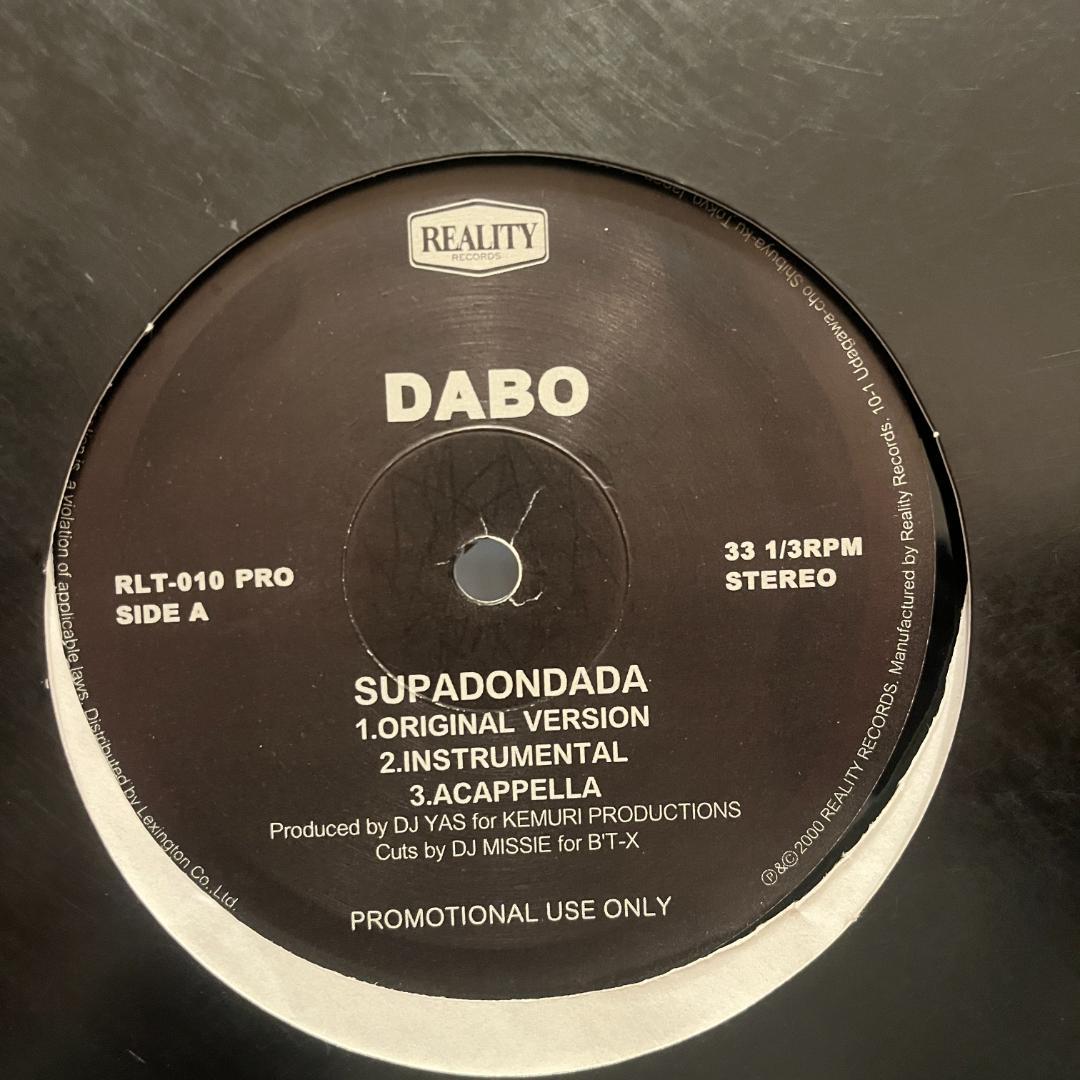 REALITY
RECORDS
DABO
RLT-010 PRO
SIDE A
33 1/3RPM
STEREO
SUPADONDADA
1.ORIGINAL VERSION
2.INSTRUMENTAL
3.ACAPPELLA
Produced by DJ YAS for KEMURI PRODUCTIONS
Cuts by DJ MISSIE for B'T-X
PROMOTIONAL USE ONLY
℗&©2000 REALITY RECORDS. Manufactured by Reality Records. 10-1 Udagawa-cho Shibuya-ku Tokyo
is a violation of applicable laws. Distributed by Lexington Co.,Ltd.